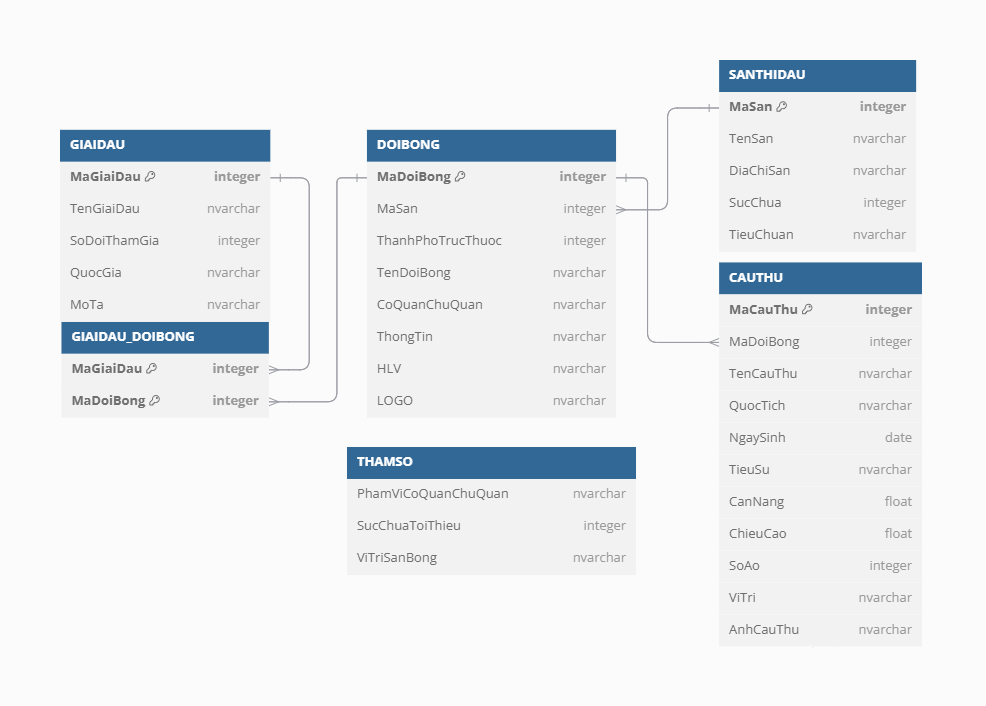 GIAIDAU
MaGiaiDau integer
TenGiaiDau nvarchar
SoDoiThamGia integer
QuocGia nvarchar
MoTa nvarchar
GIAIDAU_DOIBONG
MaGiaiDau integer
MaDoiBong integer
DOIBONG
MaDoiBong integer
MaSan integer
ThanhPhoTrucThuoc integer
TenDoiBong nvarchar
CoQuanChuQuan nvarchar
ThongTin nvarchar
HLV nvarchar
LOGO nvarchar
THAMSO
PhamViCoQuanChuQuan nvarchar
SucChuaToiThieu integer
ViTriSanBong nvarchar
SANTHIDAU
MaSan integer
TenSan nvarchar
DiaChiSan nvarchar
SucChua integer
TieuChuan nvarchar
CAUTHU
MaCauThu integer
MaDoiBong integer
TenCauThu nvarchar
QuocTich nvarchar
NgaySinh date
TieuSu nvarchar
CanNang float
ChieuCao float
SoAo integer
ViTri nvarchar
AnhCauThu nvarchar